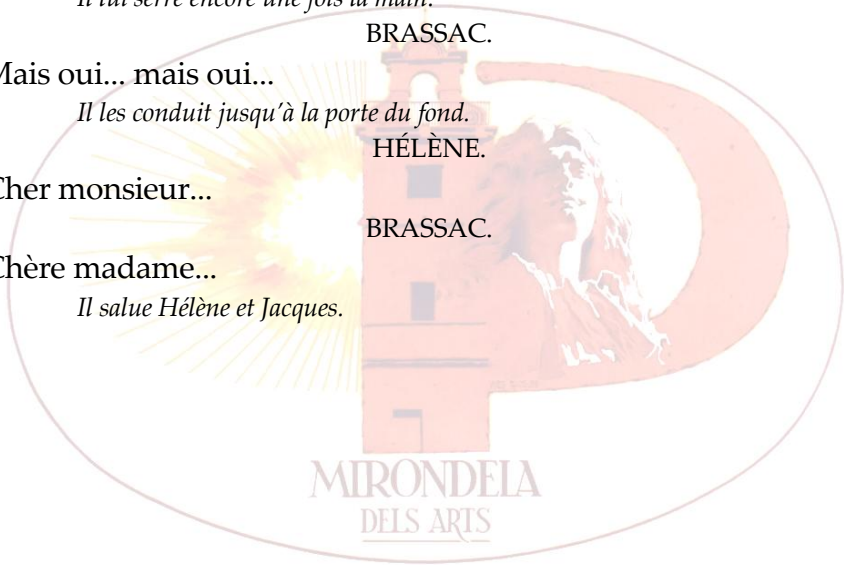 Il lui serre encore une fois la main.
BRASSAC.
Mais oui... mais oui...
Il les conduit jusqu'à la porte du fond.
HÉLÈNE.
Cher monsieur...
BRASSAC.
Chère madame...
Il salue Hélène et Jacques.
MIRONDELA
DELS ARTS